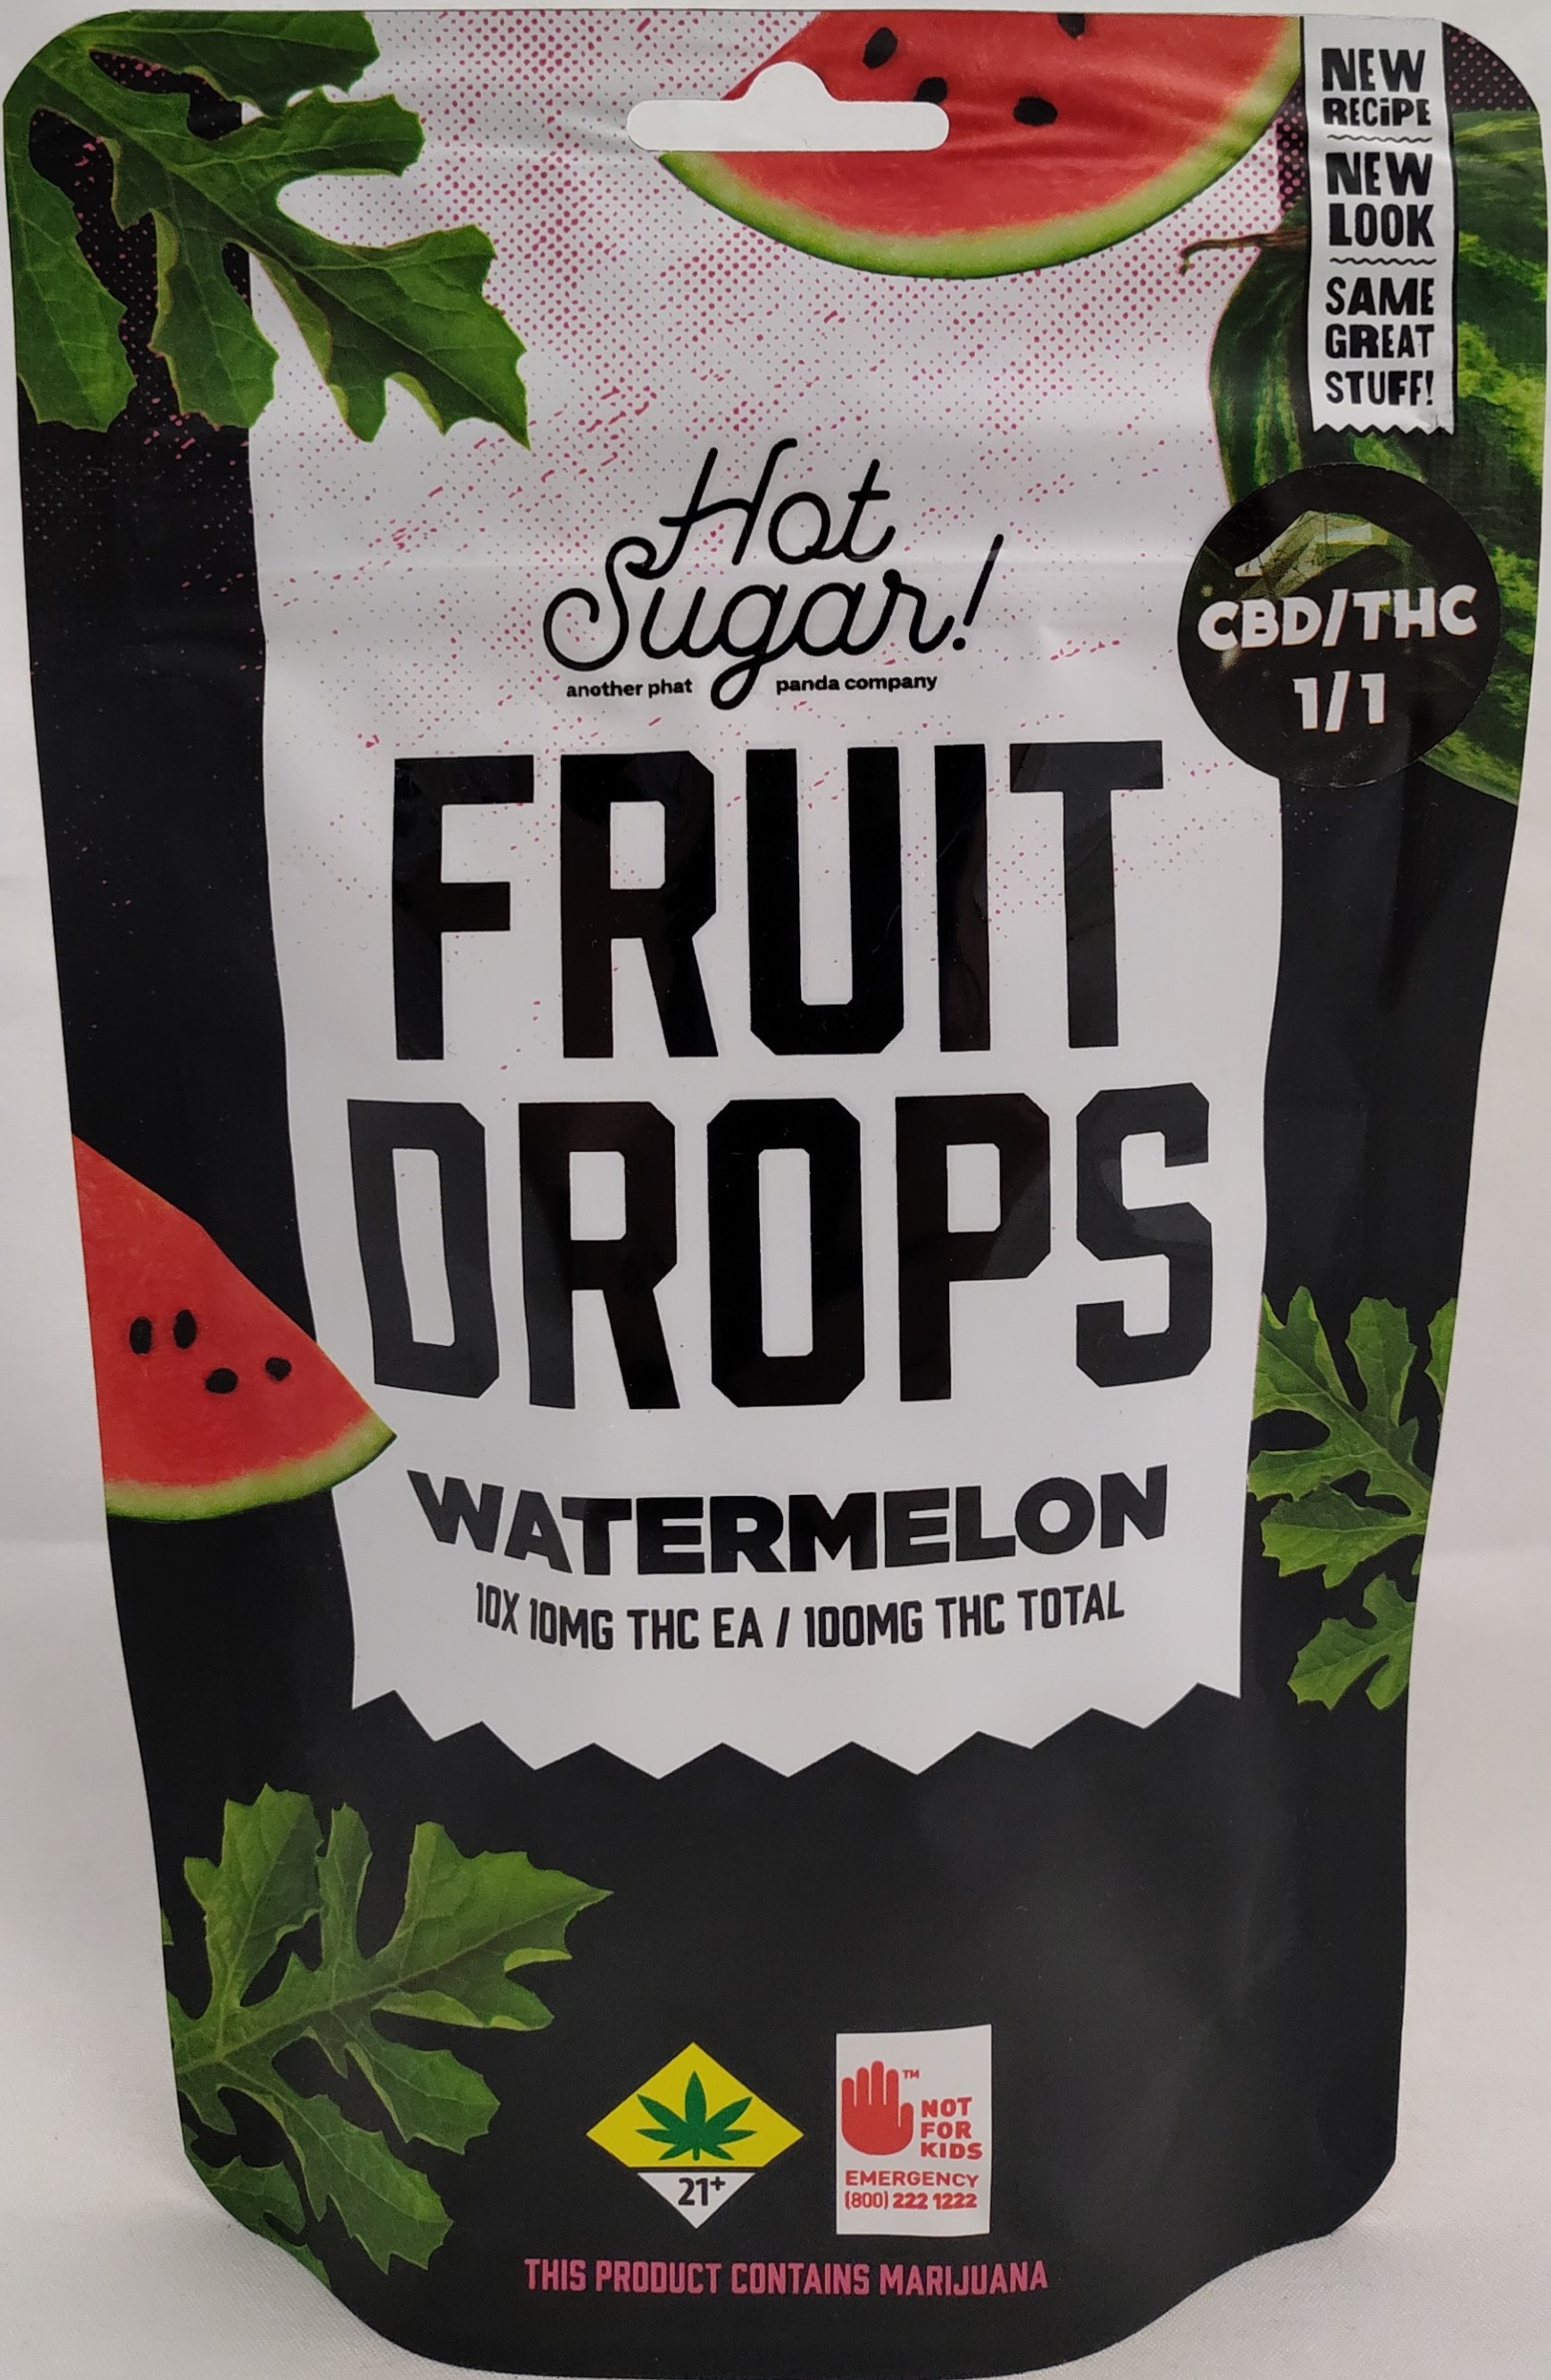 NEW
RECiPE
NEW
LOOK
SAME
GREAT
STUFF!
Hot
Sugar!
another phat panda company
CBD/THC
1/1
FRUIT
DROPS
WATERMELON
10X 10MG THC EA / 100MG THC TOTAL
21+
™
NOT
FOR
KIDS
EMERGENCY
(800) 222 1222
THIS PRODUCT CONTAINS MARIJUANA